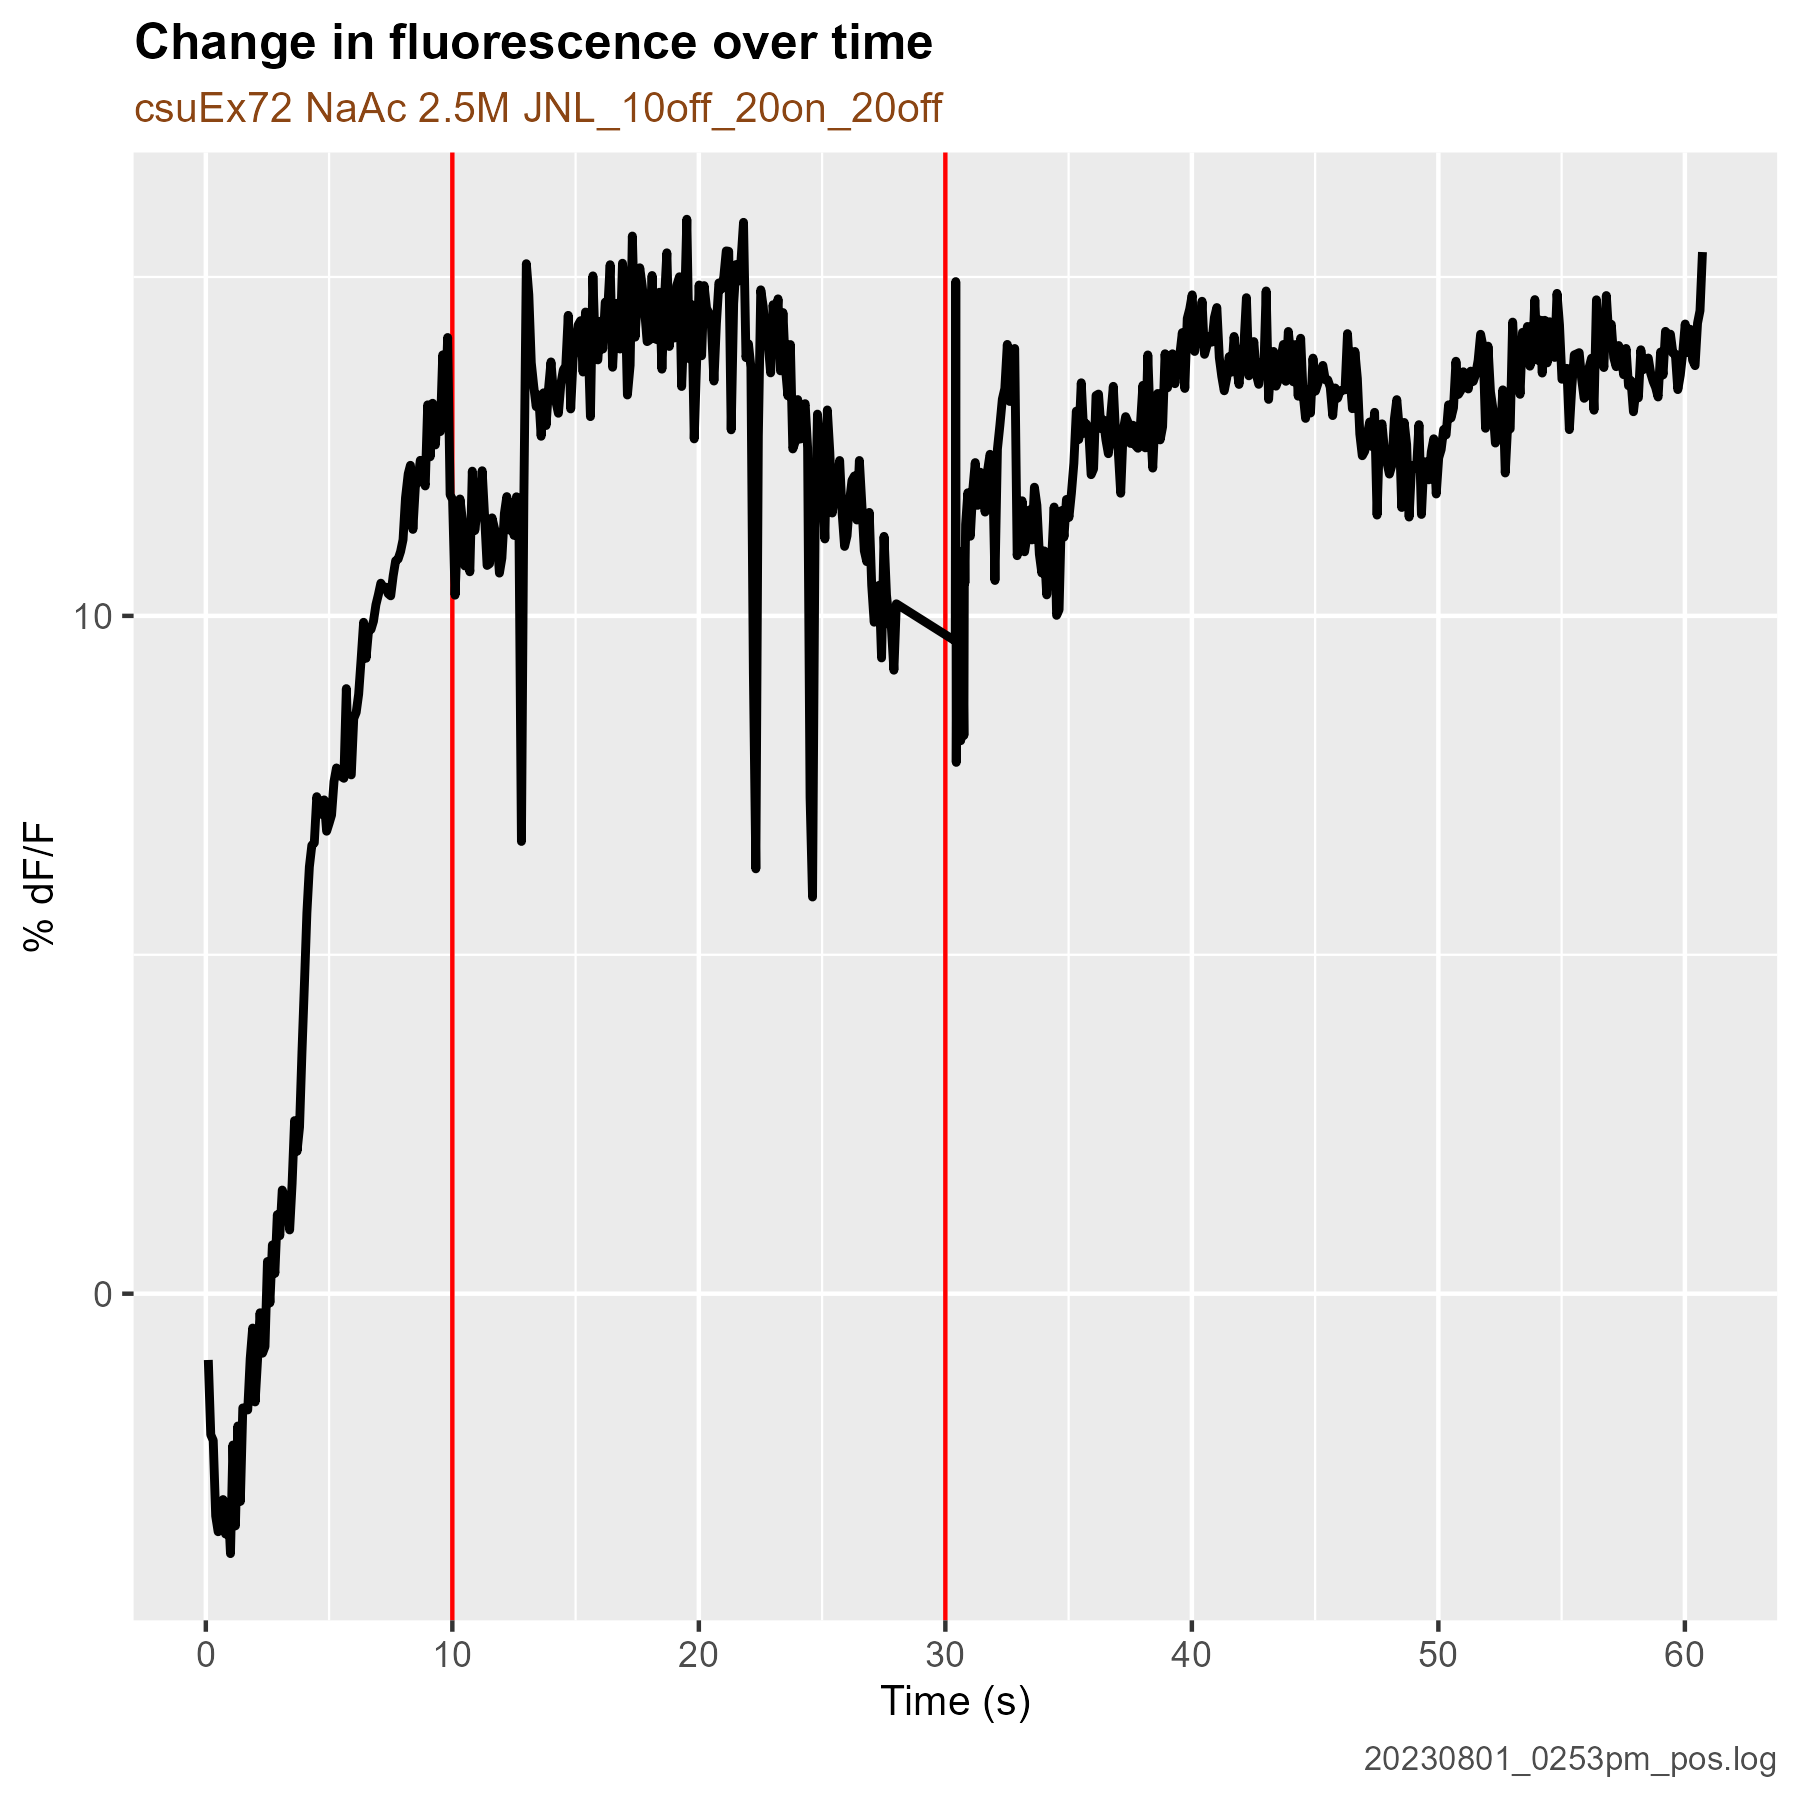 Change in fluorescence over time
csuEx72 NaAc 2.5M JNL_10off_20on_20off
% dF/F
10
0
0 10 20 30 40 50 60
Time (s)
20230801_0253pm_pos.log